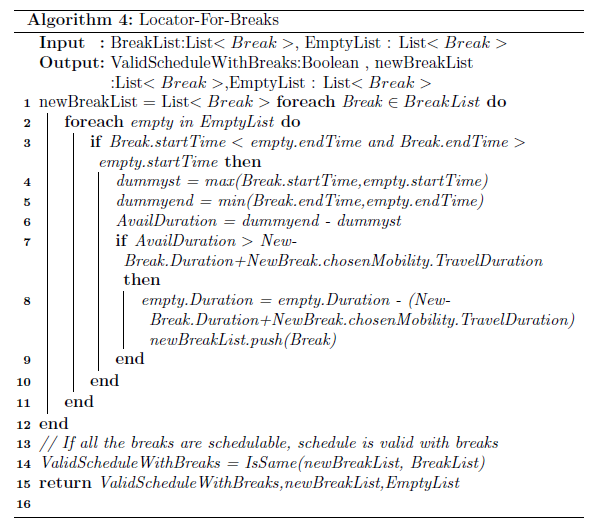 Algorithm 4: Locator-For-Breaks
Input : BreakList:List< Break >, EmptyList : List< Break >
Output: ValidScheduleWithBreaks:Boolean , newBreakList
:List< Break >,EmptyList : List< Break >
1 newBreakList = List< Break > foreach Break ∈ BreakList do
2 foreach empty in EmptyList do
3 if Break.startTime < empty.endTime and Break.endTime >
empty.startTime then
4 dummyst = max(Break.startTime,empty.startTime)
5 dummyend = min(Break.endTime,empty.endTime)
6 AvailDuration = dummyend - dummyst
7 if AvailDuration > New-
Break.Duration+NewBreak.chosenMobility.TravelDuration
then
8 empty.Duration = empty.Duration - (New-
Break.Duration+NewBreak.chosenMobility.TravelDuration)
newBreakList.push(Break)
9 end
10 end
11 end
12 end
13 // If all the breaks are schedulable, schedule is valid with breaks
14 ValidScheduleWithBreaks = IsSame(newBreakList, BreakList)
15 return ValidScheduleWithBreaks,newBreakList,EmptyList
16